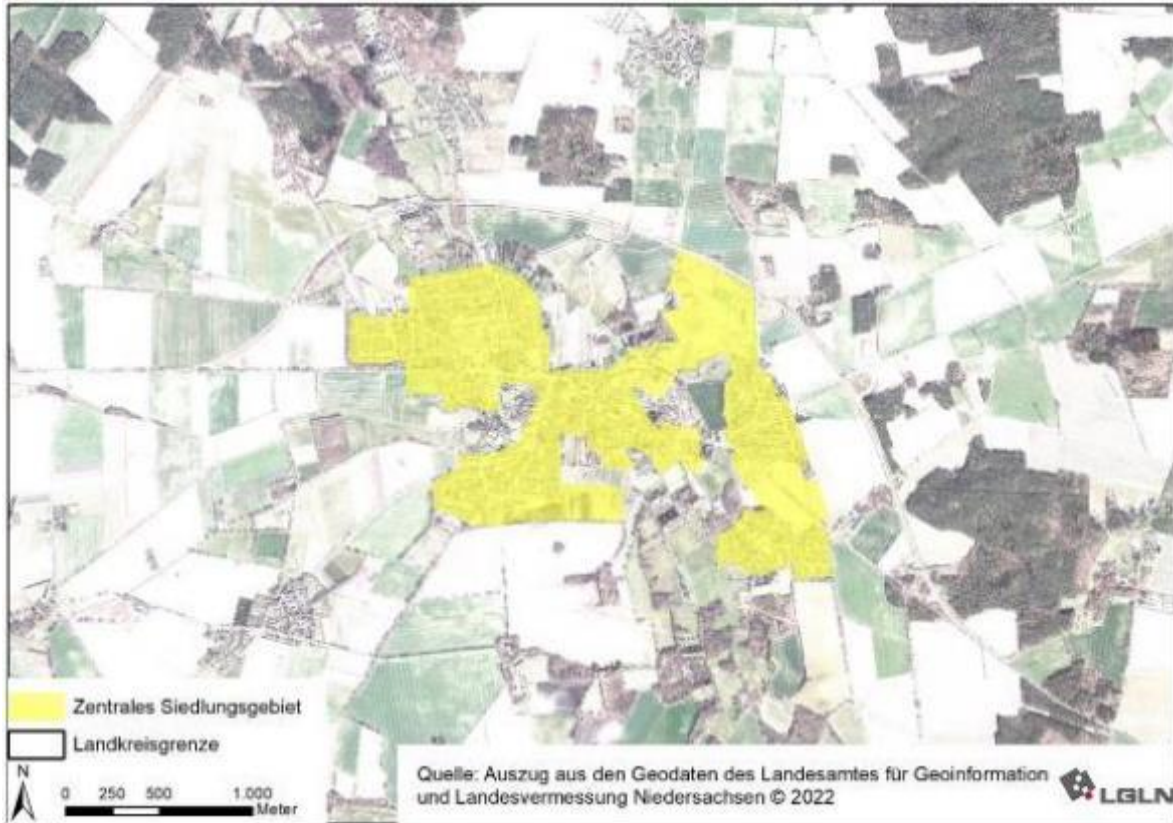 Zentrales Siedlungsgebiet
Landkreisgrenze
N
0 250 500 1.000
Meter
Quelle: Auszug aus den Geodaten des Landesamtes für Geoinformation
und Landesvermessung Niedersachsen © 2022
LGLN